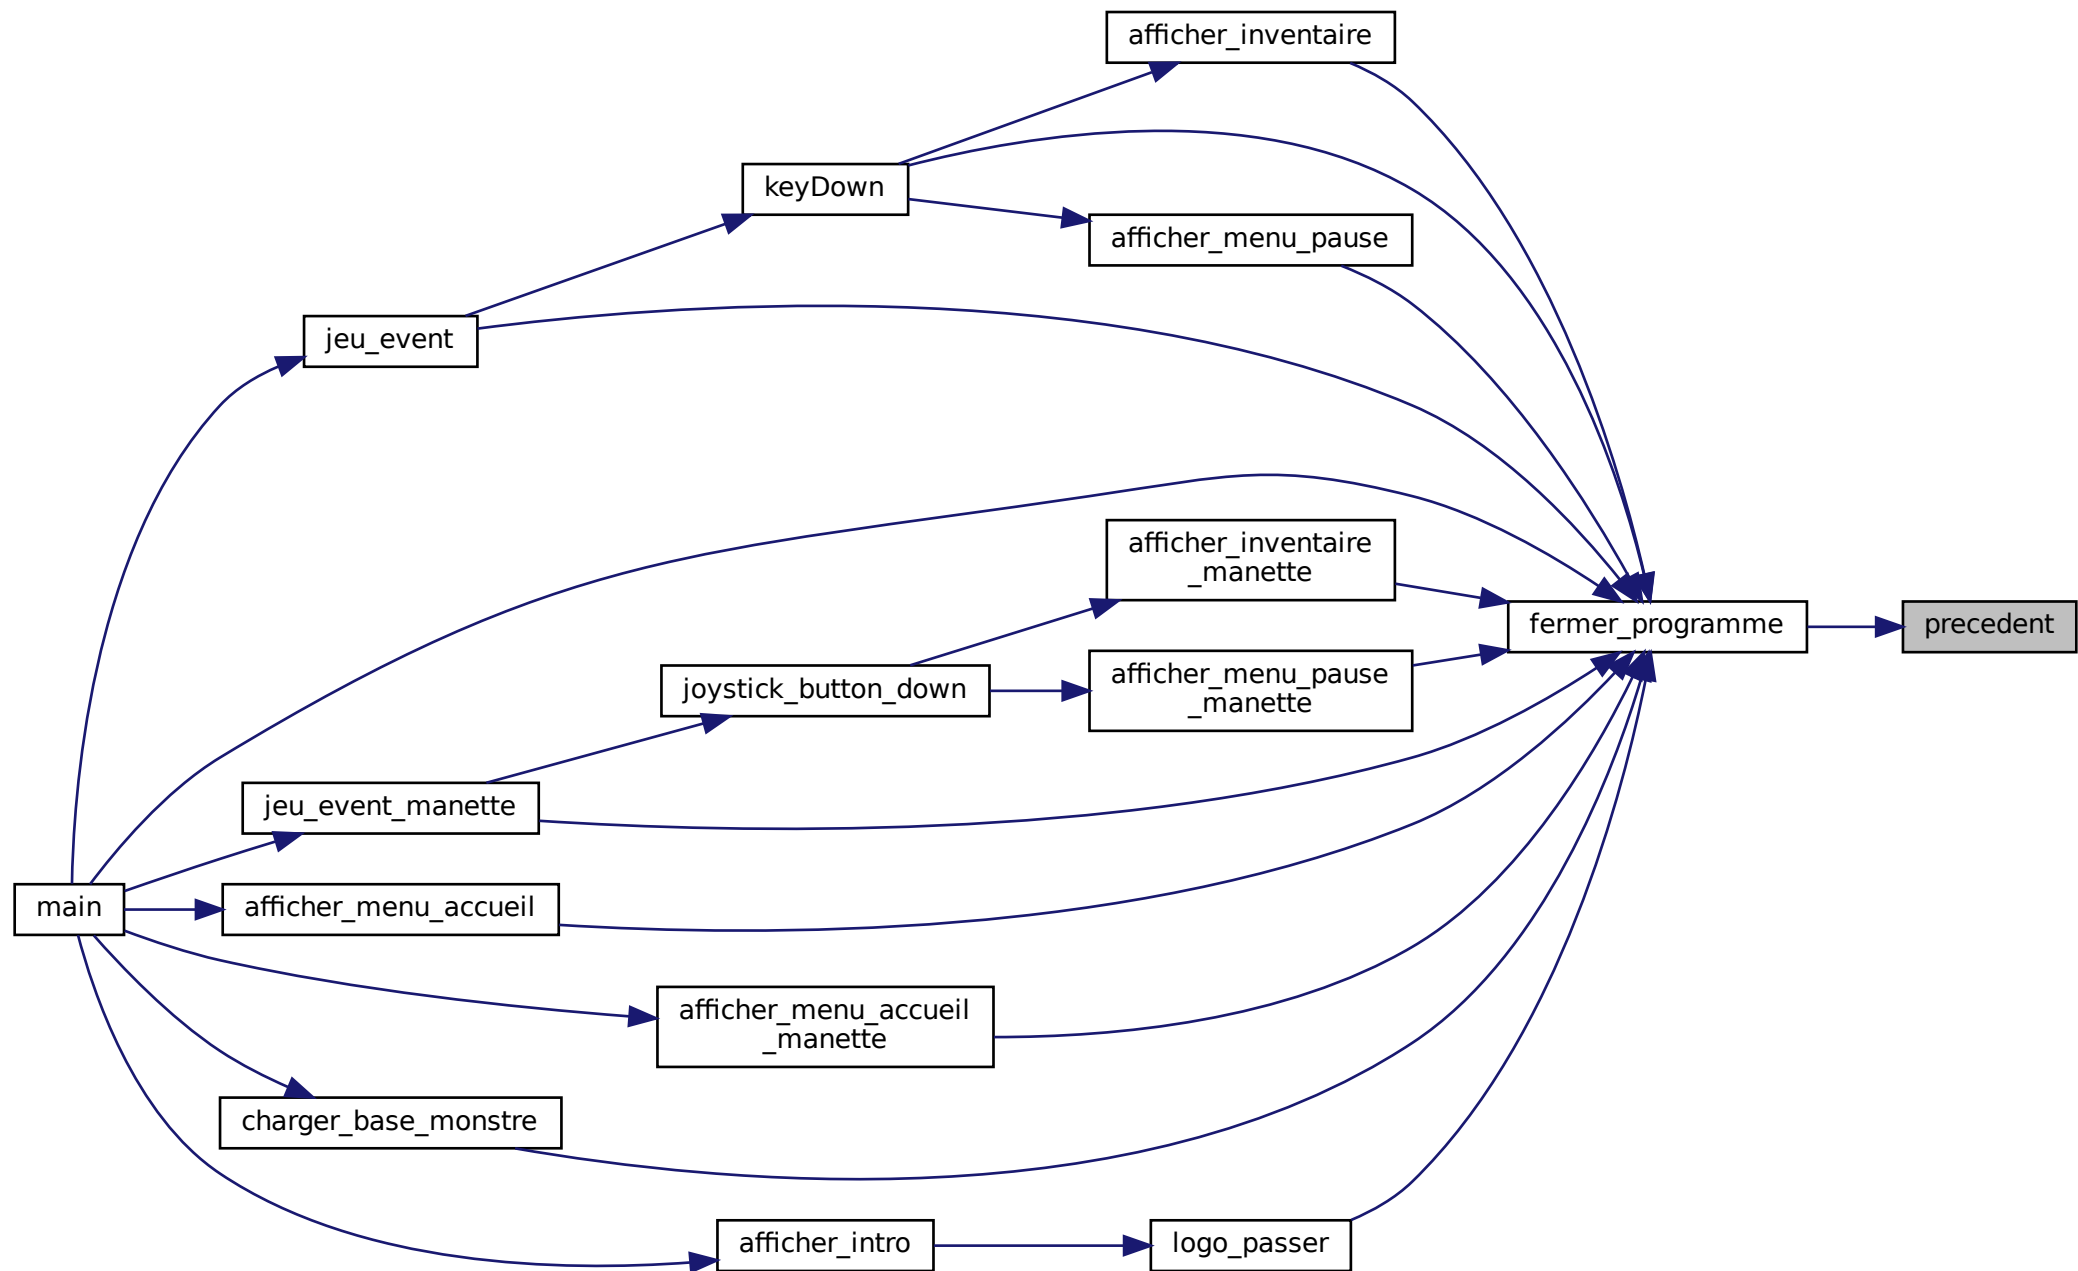 afficher_inventaire
keyDown
afficher_menu_pause
jeu_event
afficher_inventaire
_manette
fermer_programme
precedent
joystick_button_down
afficher_menu_pause
_manette
jeu_event_manette
main
afficher_menu_accueil
afficher_menu_accueil
_manette
charger_base_monstre
afficher_intro
logo_passer